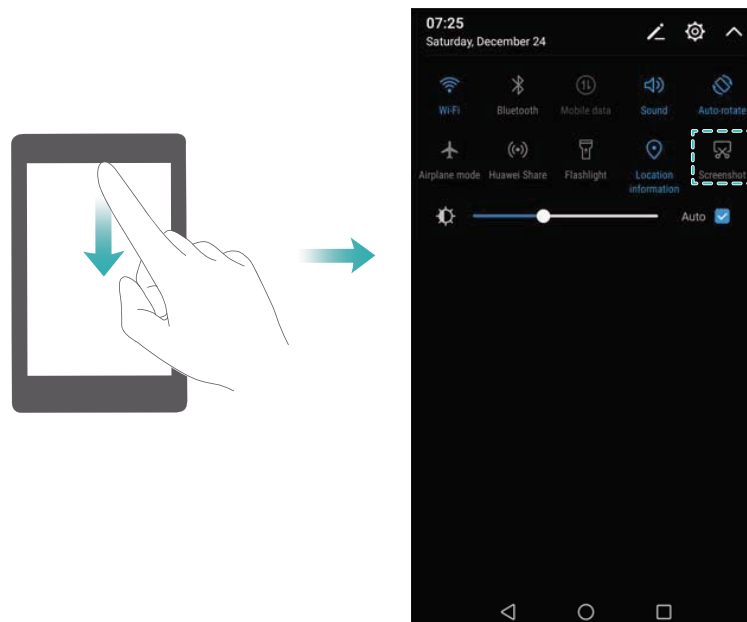 07:25
Saturday, December 24
Wi-Fi Bluetooth Mobile data Sound Auto-rotate
Airplane mode Huawei Share Flashlight Location information Screenshot
Auto